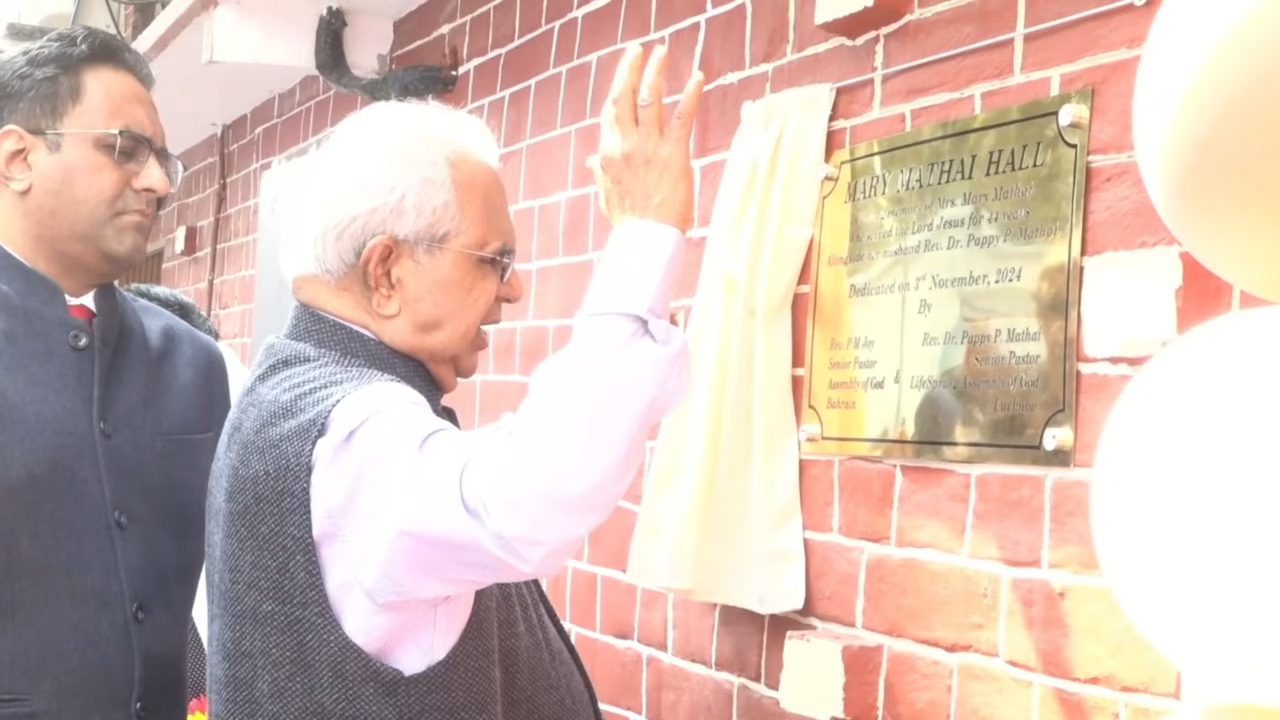 MARY MATHAI HALL
memory of Mrs. Mary Mathai
served the Lord Jesus for 44 years
Alongside her husband Rev. Dr. Pappy P. Mathai
Dedicated on 3rd November, 2024
By
Rev. P M Joy
Senior Pastor
Assembly of God
Bahrain
&
Rev. Dr. Pappy P. Mathai
Senior Pastor
Assembly of God
Lucknow